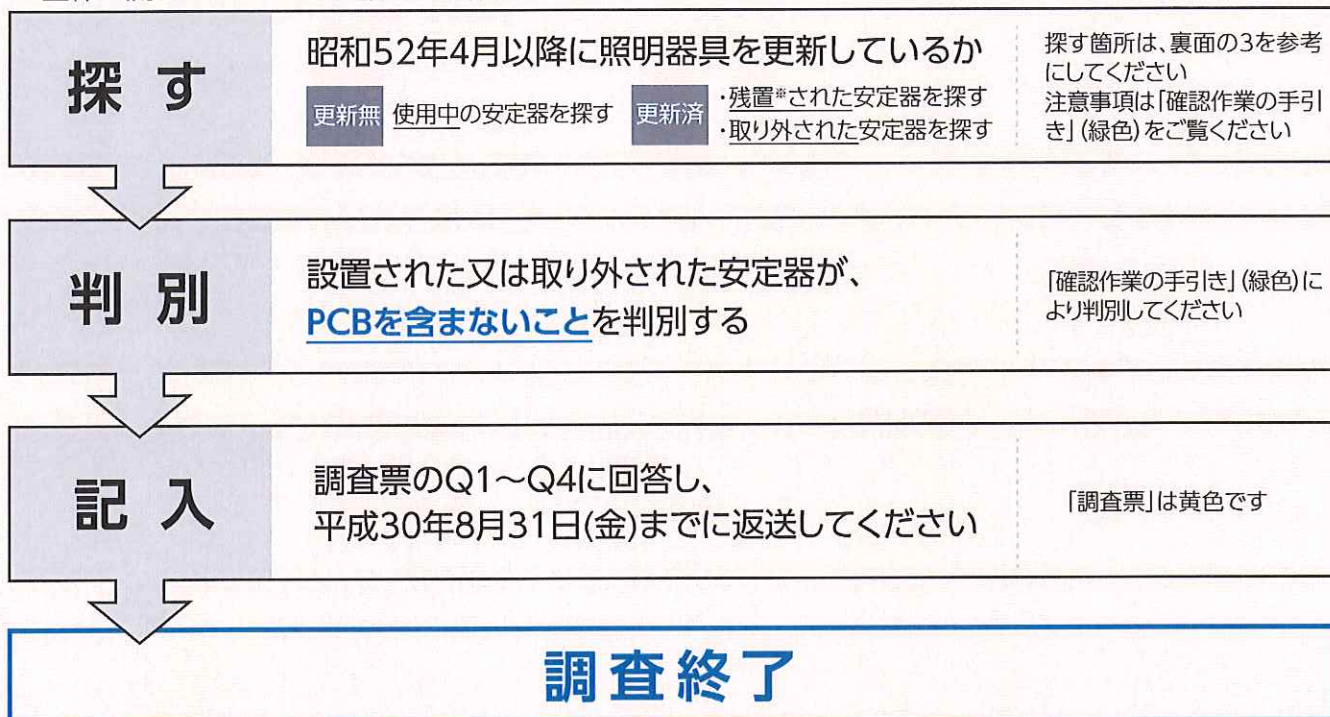 探す
昭和52年4月以降に照明器具を更新しているか
更新無 使用中の安定器を探す 更新済 ・残置※された安定器を探す
・取り外された安定器を探す
探す箇所は、裏面の3を参考
にしてください
注意事項は「確認作業の手引
き」(緑色)をご覧ください
判別
設置された又は取り外された安定器が、
PCBを含まないことを判別する
「確認作業の手引き」(緑色)に
より判別してください
記入
調査票のQ1～Q4に回答し、
平成30年8月31日(金)までに返送してください
「調査票」は黄色です
調査終了